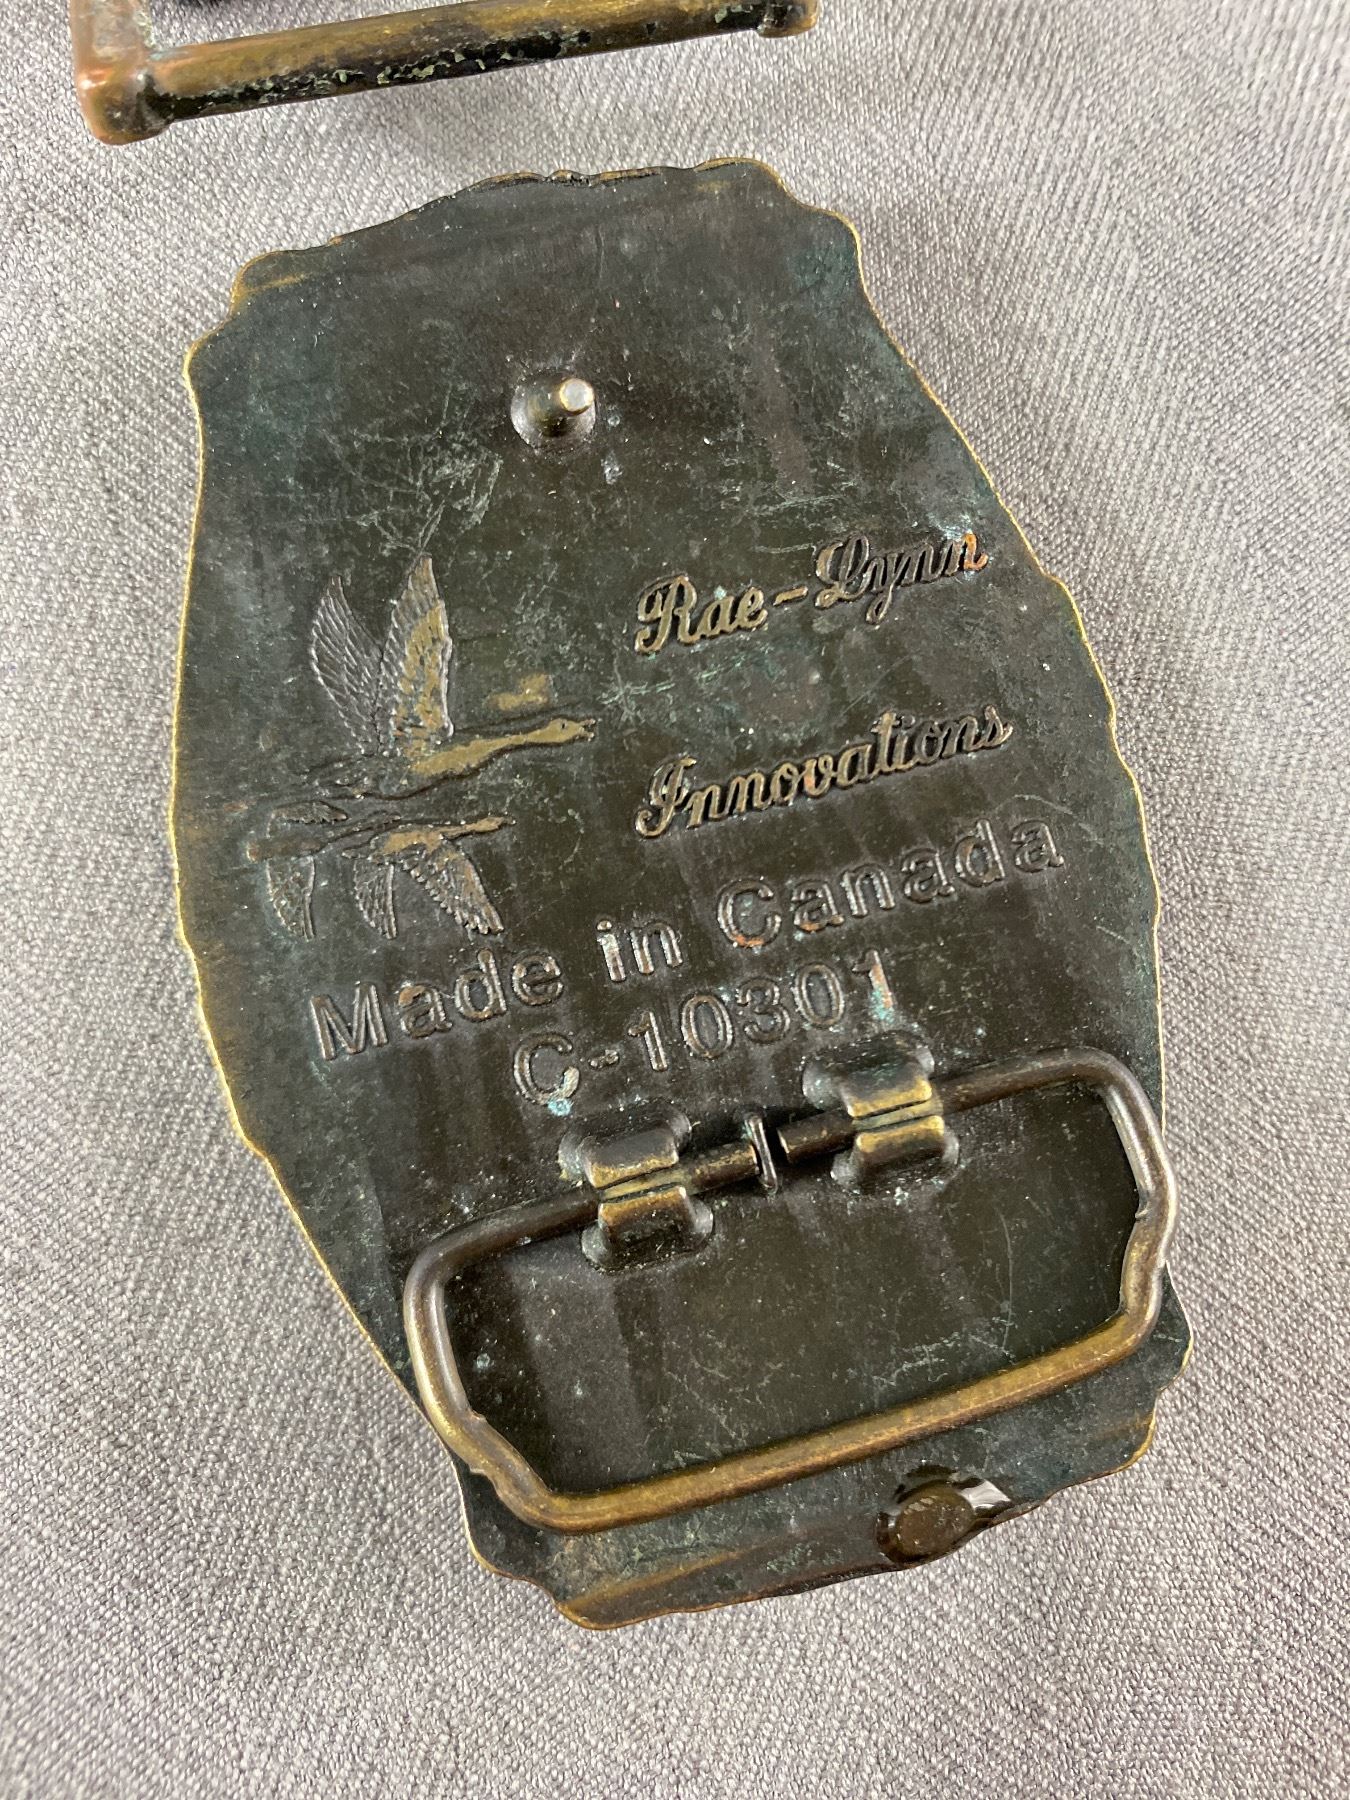 Rae-Lynn
Innovations
Made in Canada
C-10301